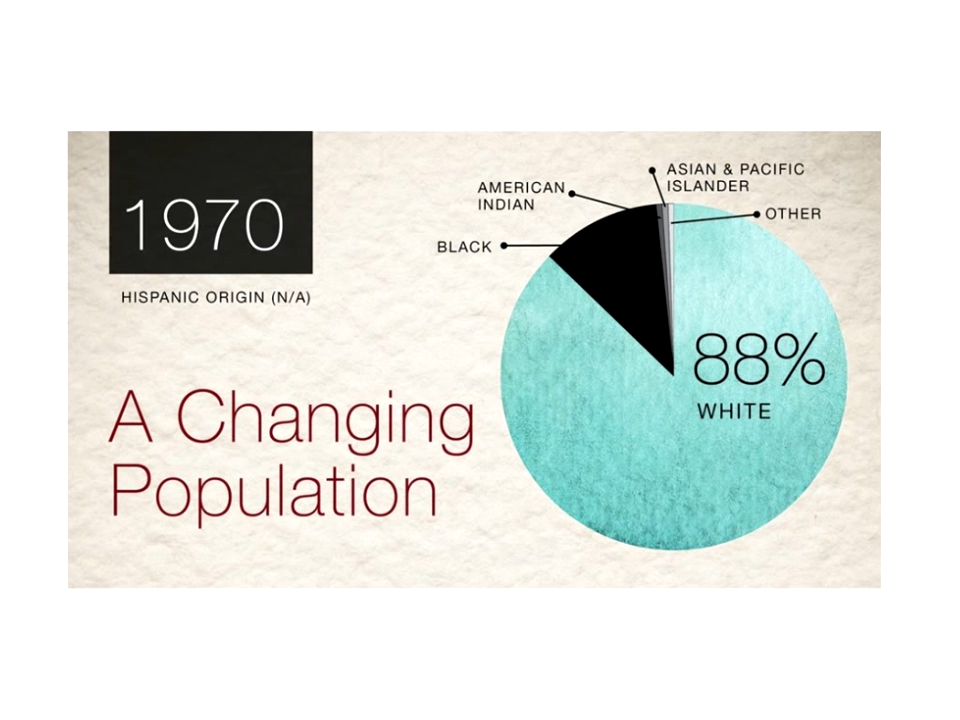 1970
HISPANIC ORIGIN (N/A)
A Changing
Population
AMERICAN
INDIAN
BLACK
ASIAN & PACIFIC
ISLANDER
OTHER
88%
WHITE